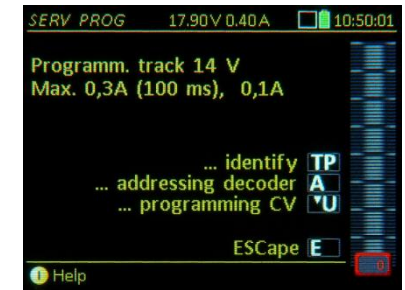 SERV PROG 17.90V 0.40A 10:50:01
Programm. track 14 V
Max. 0,3A (100 ms), 0,1A
... identify TP
... addressing decoder A
... programming CV ▼U
ESCape E
0
i Help